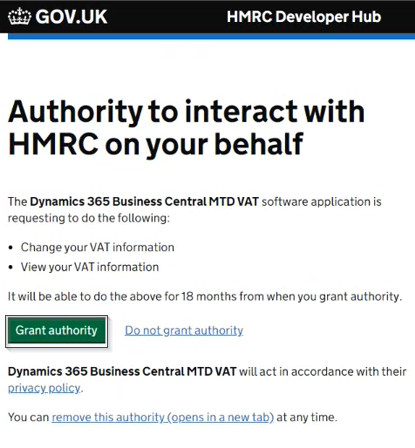 GOV.UK HMRC Developer Hub
Authority to interact with
HMRC on your behalf
The Dynamics 365 Business Central MTD VAT software application is
requesting to do the following:
• Change your VAT information
• View your VAT information
It will be able to do the above for 18 months from when you grant authority.
Grant authority Do not grant authority
Dynamics 365 Business Central MTD VAT will act in accordance with their
privacy policy.
You can remove this authority (opens in a new tab) at any time.